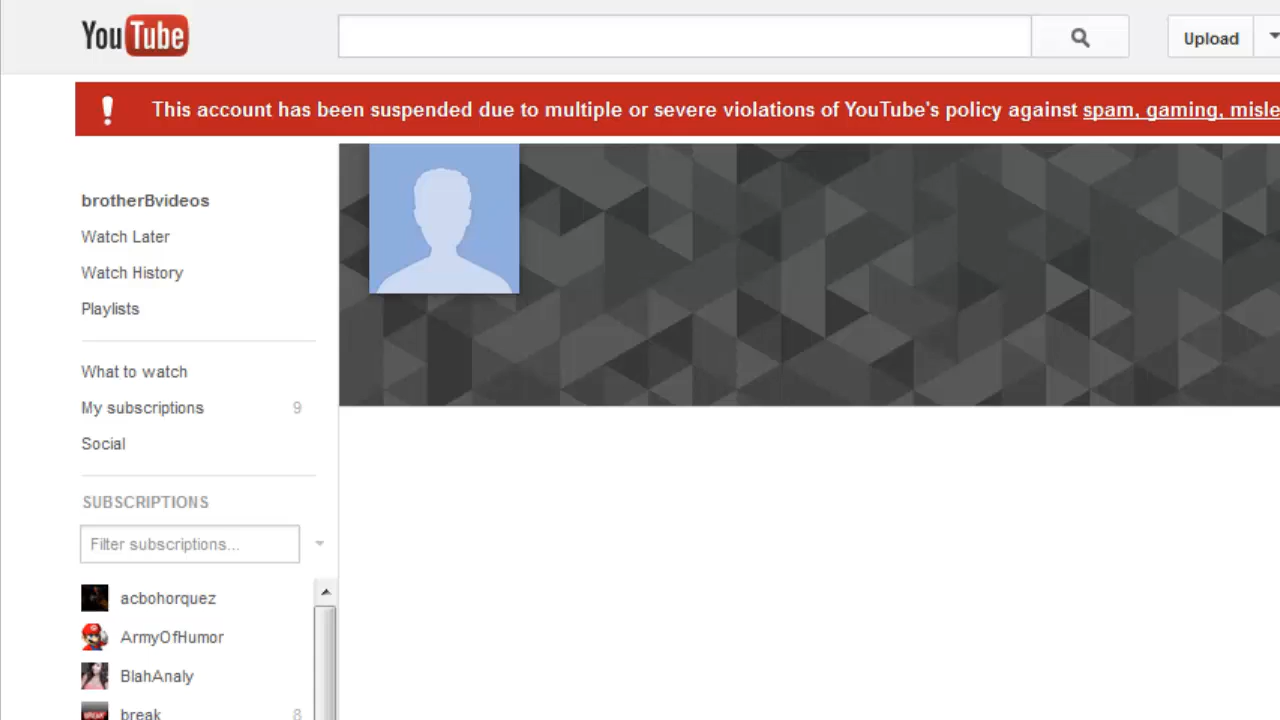 YouTube
Upload
This account has been suspended due to multiple or severe violations of YouTube's policy against spam, gaming, misle
brotherBvideos
Watch Later
Watch History
Playlists
What to watch
My subscriptions 9
Social
SUBSCRIPTIONS
Filter subscriptions...
acbohorquez
ArmyOfHumor
BlahAnaly
break 8